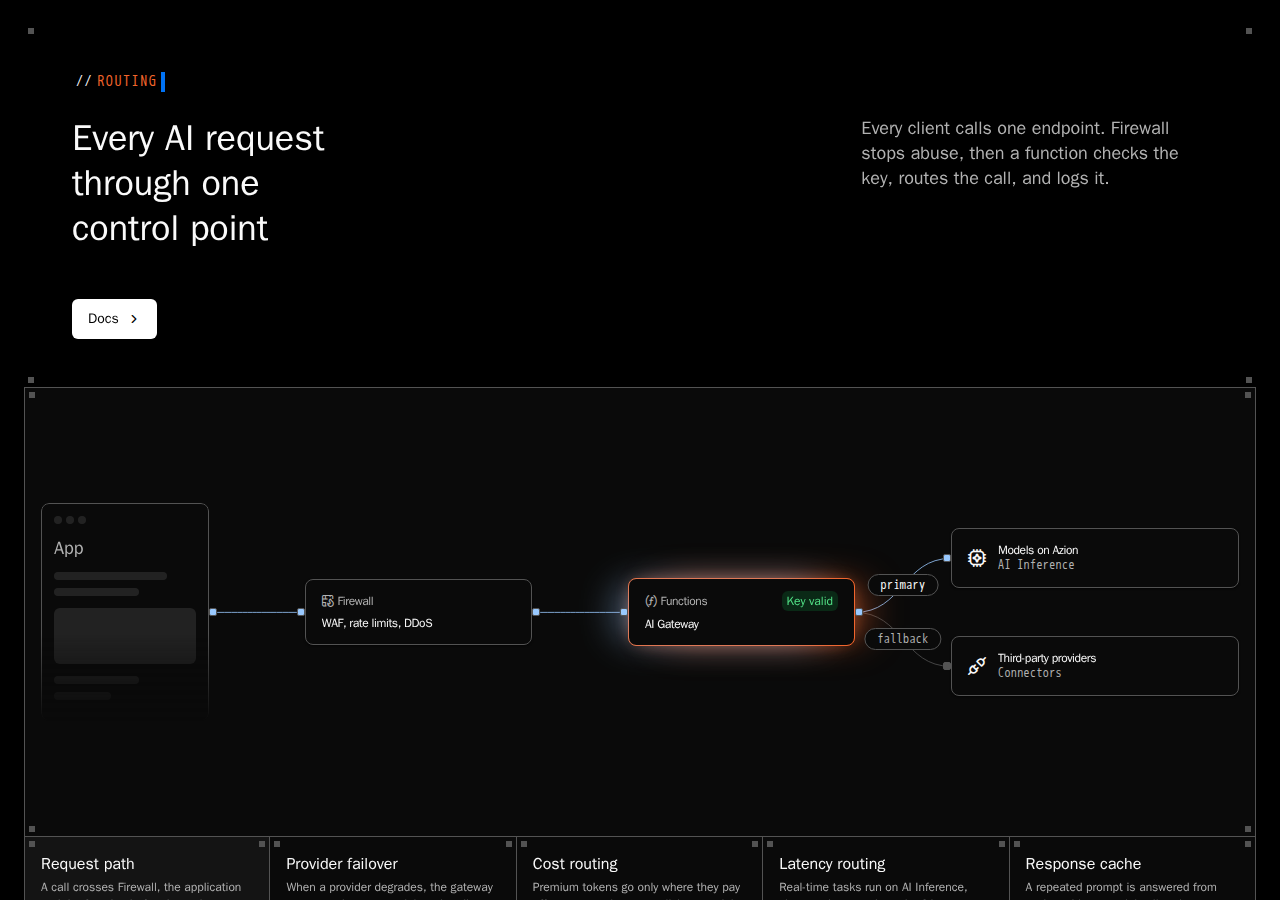 // ROUTING
Every AI request
through one
control point
Every client calls one endpoint. Firewall
stops abuse, then a function checks the
key, routes the call, and logs it.
Docs
App
Firewall
WAF, rate limits, DDoS
Functions
Key valid
AI Gateway
primary
fallback
Models on Azion
AI Inference
Third-party providers
Connectors
Request path
A call crosses Firewall, the application
Provider failover
When a provider degrades, the gateway
Cost routing
Premium tokens go only where they pay
Latency routing
Real-time tasks run on AI Inference,
Response cache
A repeated prompt is answered from